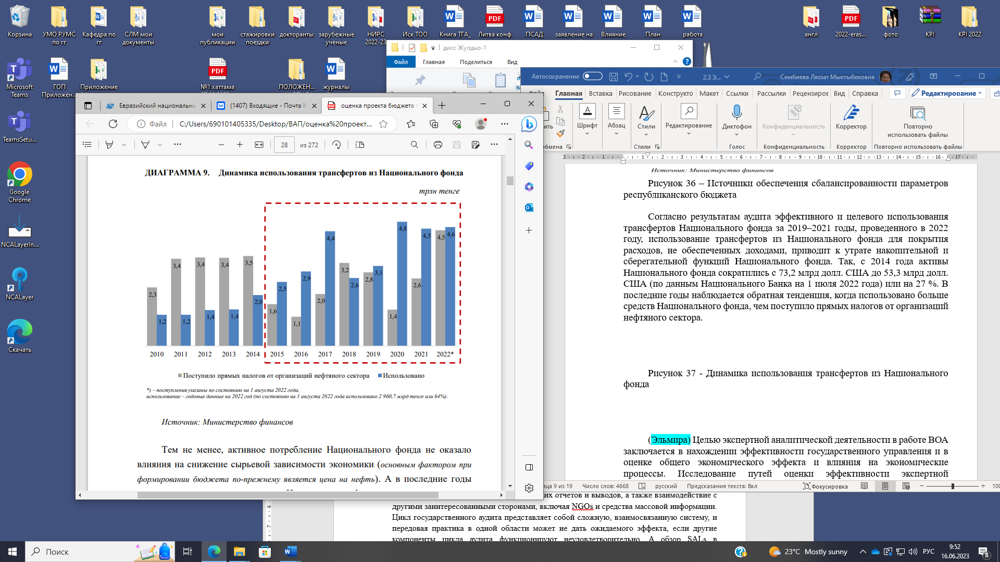 Корзина
УМО РУМС
по гг
Кафедра по
гг
СЛМ мои
документы
мои
публикации
стажировки
поездки
докторанты
зарубежные
ученые
НИРС
2022-23
Иск ТОО
Книга ТГА_
Литва конф
ПСАД
заявление на
Влияние
План
работа
англ
2022-eras...
фото
KPI
KPI 2022
Microsoft
Teams
ГОП
Приложен...
Приложение
№1 хаттама
ПОЛОЖЕН...
журналы
TeamsSetu...
Google
Chrome
NCALayerIn...
NCALayer
Скачать
дисс Жулдыз-1
Файл
Главная
Поделиться
Вид
Автосохранение
2.3 Э...
Сембиева Ляззат Мыктыбековна
Главная
Вставка
Рисование
Конструкто
Макет
Ссылки
Рассылки
Рецензиров
Вид
Справка
Редактирование
Шрифт
Абзац
Стили
Редактирование
Диктофон
Конфиденциальность
Корректор
Повторно
использовать файлы
обмена
Стили
Голос
Конфиденциальность
Корректор
Повторно использовать файлы
Евразийский национальны
(1407) Входящие - Почта M
оценка проекта бюджета
Файл
C:/Users/690101405335/Desktop/ВАП/оценка%20проект...
28
из 272
ДИАГРАММА 9. Динамика использования трансфертов из Национального фонда
трлн тенге
2,3 1,2 3,4 1,2 3,4 1,4 3,4 1,4 3,5 2,0 1,6 2,5 1,1 2,9 2,0 4,4 3,2 2,6 2,8 3,1 1,4 4,8 2,6 4,5 4,5 4,6
2010 2011 2012 2013 2014 2015 2016 2017 2018 2019 2020 2021 2022*
Поступило прямых налогов от организаций нефтяного сектора Использовано
*) – поступления указаны по состоянию на 1 августа 2022 года,
использование – годовые данные на 2022 год (по состоянию на 1 августа 2022 года использовано 2 960,7 млрд тенге или 64%).
Источник: Министерство финансов
Тем не менее, активное потребление Национального фонда не оказало
влияния на снижение сырьевой зависимости экономики (основным фактором при
формировании бюджета по-прежнему является цена на нефть). А в последние годы
3 2 1 1 2 3 4 5 6 7 8 9 10 11 12 13 14 15 16 17
Источник: Министерство финансов
Рисунок 36 – Источники обеспечения сбалансированности параметров
республиканского бюджета
Согласно результатам аудита эффективного и целевого использования
трансфертов Национального фонда за 2019–2021 годы, проведенного в 2022
году, использование трансфертов из Национального фонда для покрытия
расходов, не обеспеченных доходами, приводит к утрате накопительной и
сберегательной функций Национального фонда. Так, с 2014 года активы
Национального фонда сократились с 73,2 млрд долл. США до 53,3 млрд долл.
США (по данным Национального Банка на 1 июля 2022 года) или на 27 %. В
последние годы наблюдается обратная тенденция, когда использовано больше
средств Национального фонда, чем поступило прямых налогов от организаций
нефтяного сектора.
Рисунок 37 - Динамика использования трансфертов из Национального
фонда
(Эльмира) Целью экспертной аналитической деятельности в работе ВОА
заключается в нахождении эффективности государственного управления и в
оценке общего экономического эффекта и влияния на экономические
процессы. Исследование путей оценки эффективности экспертной
ица 9 из 19
Число слов: 4668
русский
Предсказания текста: Вкл
Фокусировка
100
их отчетов и выводов, а также взаимодействие с
другими заинтересованными сторонами, включая NGOs и средства массовой информации.
Цикл государственного аудита представляет собой сложную, взаимосвязанную систему, и
передовая практика в одной области может не дать ожидаемого эффекта, если другие
компоненты цикла аудита функционируют неудовлетворительно. А обзор SALs в
Поиск
23°C Mostly sunny
РУС
9:52
16.06.2023
8